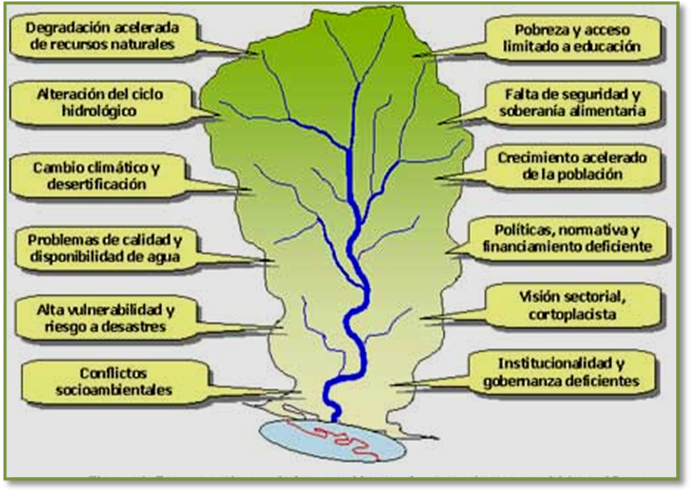 Degradación acelerada
de recursos naturales
Alteración del ciclo
hidrológico
Cambio climático y
desertificación
Problemas de calidad y
disponibilidad de agua
Alta vulnerabilidad y
riesgo a desastres
Conflictos
socioambientales
Pobreza y acceso
limitado a educación
Falta de seguridad y
soberanía alimentaria
Crecimiento acelerado
de la población
Políticas, normativa y
financiamiento deficiente
Visión sectorial,
cortoplacista
Institucionalidad y
gobernanza deficientes